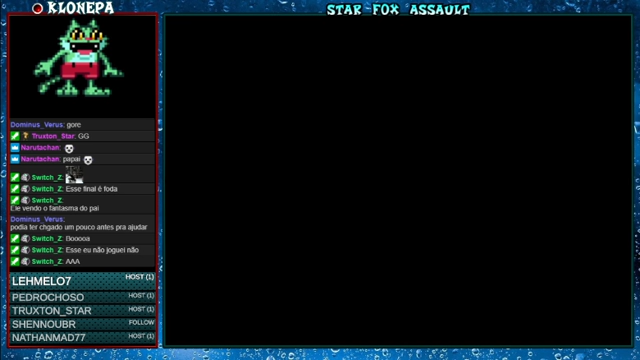 KLONEPA
STAR FOX ASSAULT
Dominus_Verus: gore
Truxton_Star: GG
Narutachan:
Narutachan: papai
Switch_Z:
Switch_Z: Esse final é foda
Switch_Z:
Ele vendo o fantasma do pai
Dominus_Verus:
podia ter chgado um pouco antes pra ajudar
Switch_Z: Booooa
Switch_Z: Esse eu não joguei não
Switch_Z: AAA
LEHMELO7 HOST (1)
PEDROCHOSO HOST (1)
TRUXTON_STAR HOST (1)
SHENNOUBR FOLLOW
NATHANMAD77 HOST (1)